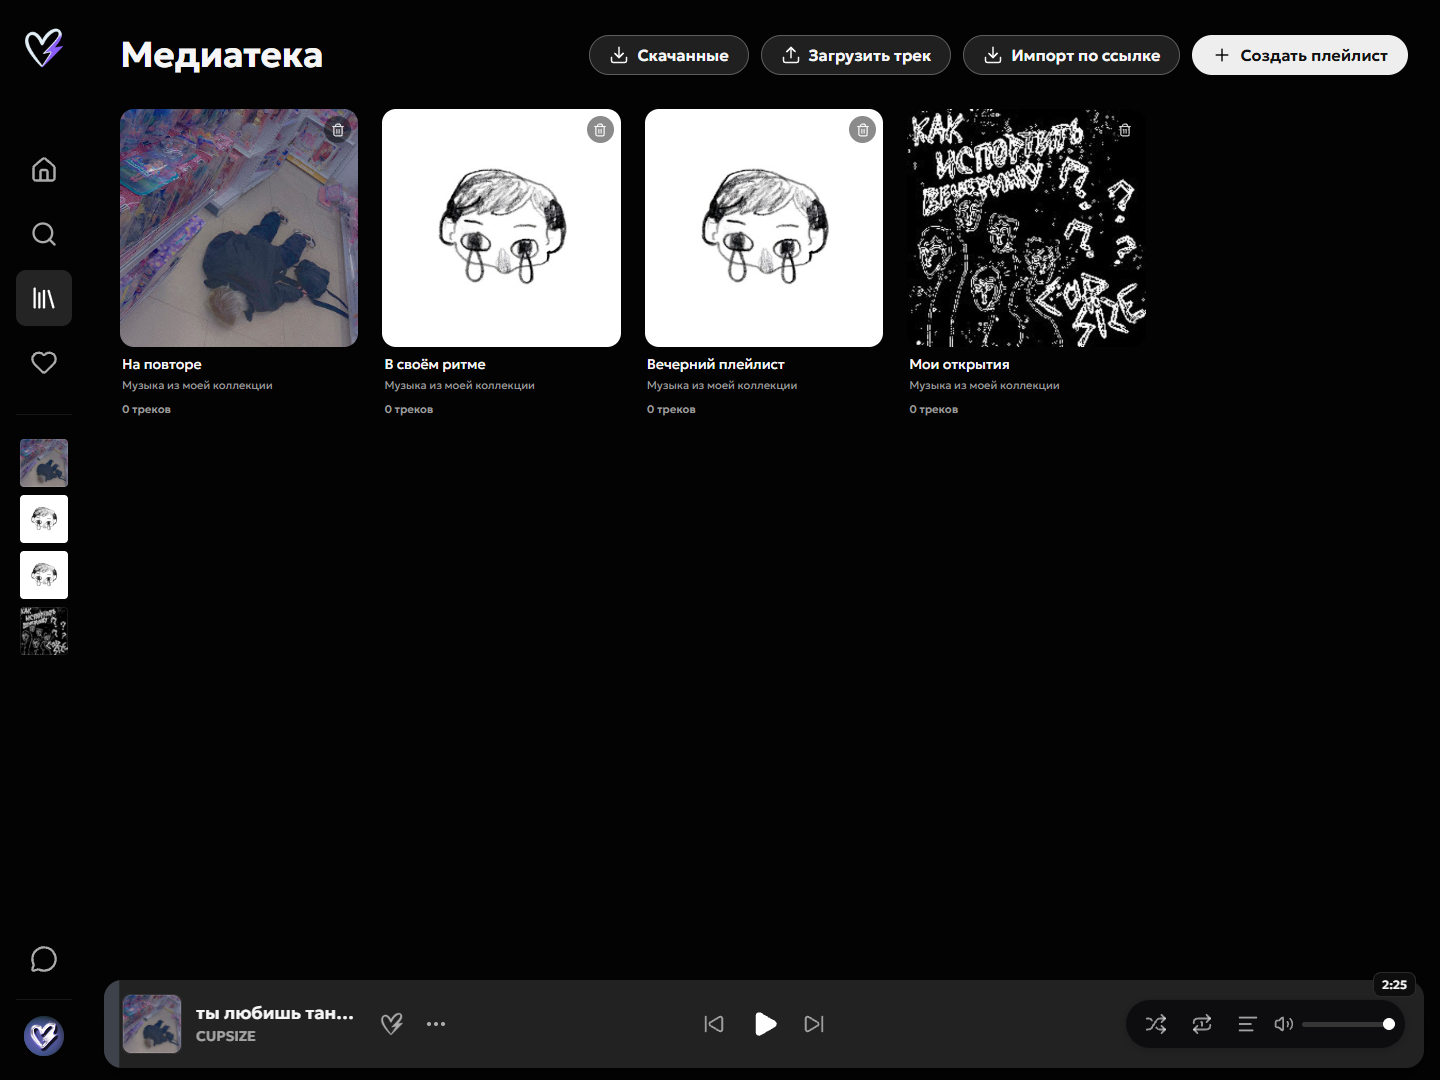 Медиатека
Скачанные
Загрузить трек
Импорт по ссылке
Создать плейлист
КАК
ИСПОРТИТЬ
ВЕЧЕРИНКУ
? ? ? ?
CUPSIZE
На повторе
Музыка из моей коллекции
0 треков
В своём ритме
Музыка из моей коллекции
0 треков
Вечерний плейлист
Музыка из моей коллекции
0 треков
Мои открытия
Музыка из моей коллекции
0 треков
2:25
ты любишь тан...
CUPSIZE